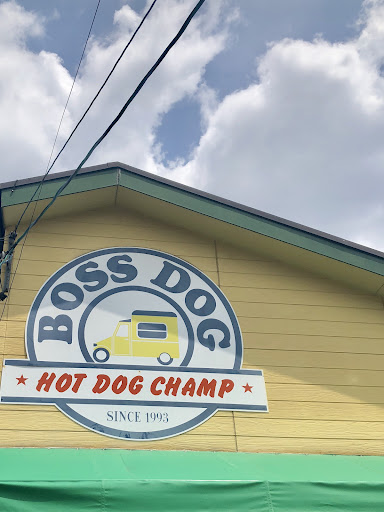 BOSS DOG
HOT DOG CHAMP
SINCE 1993